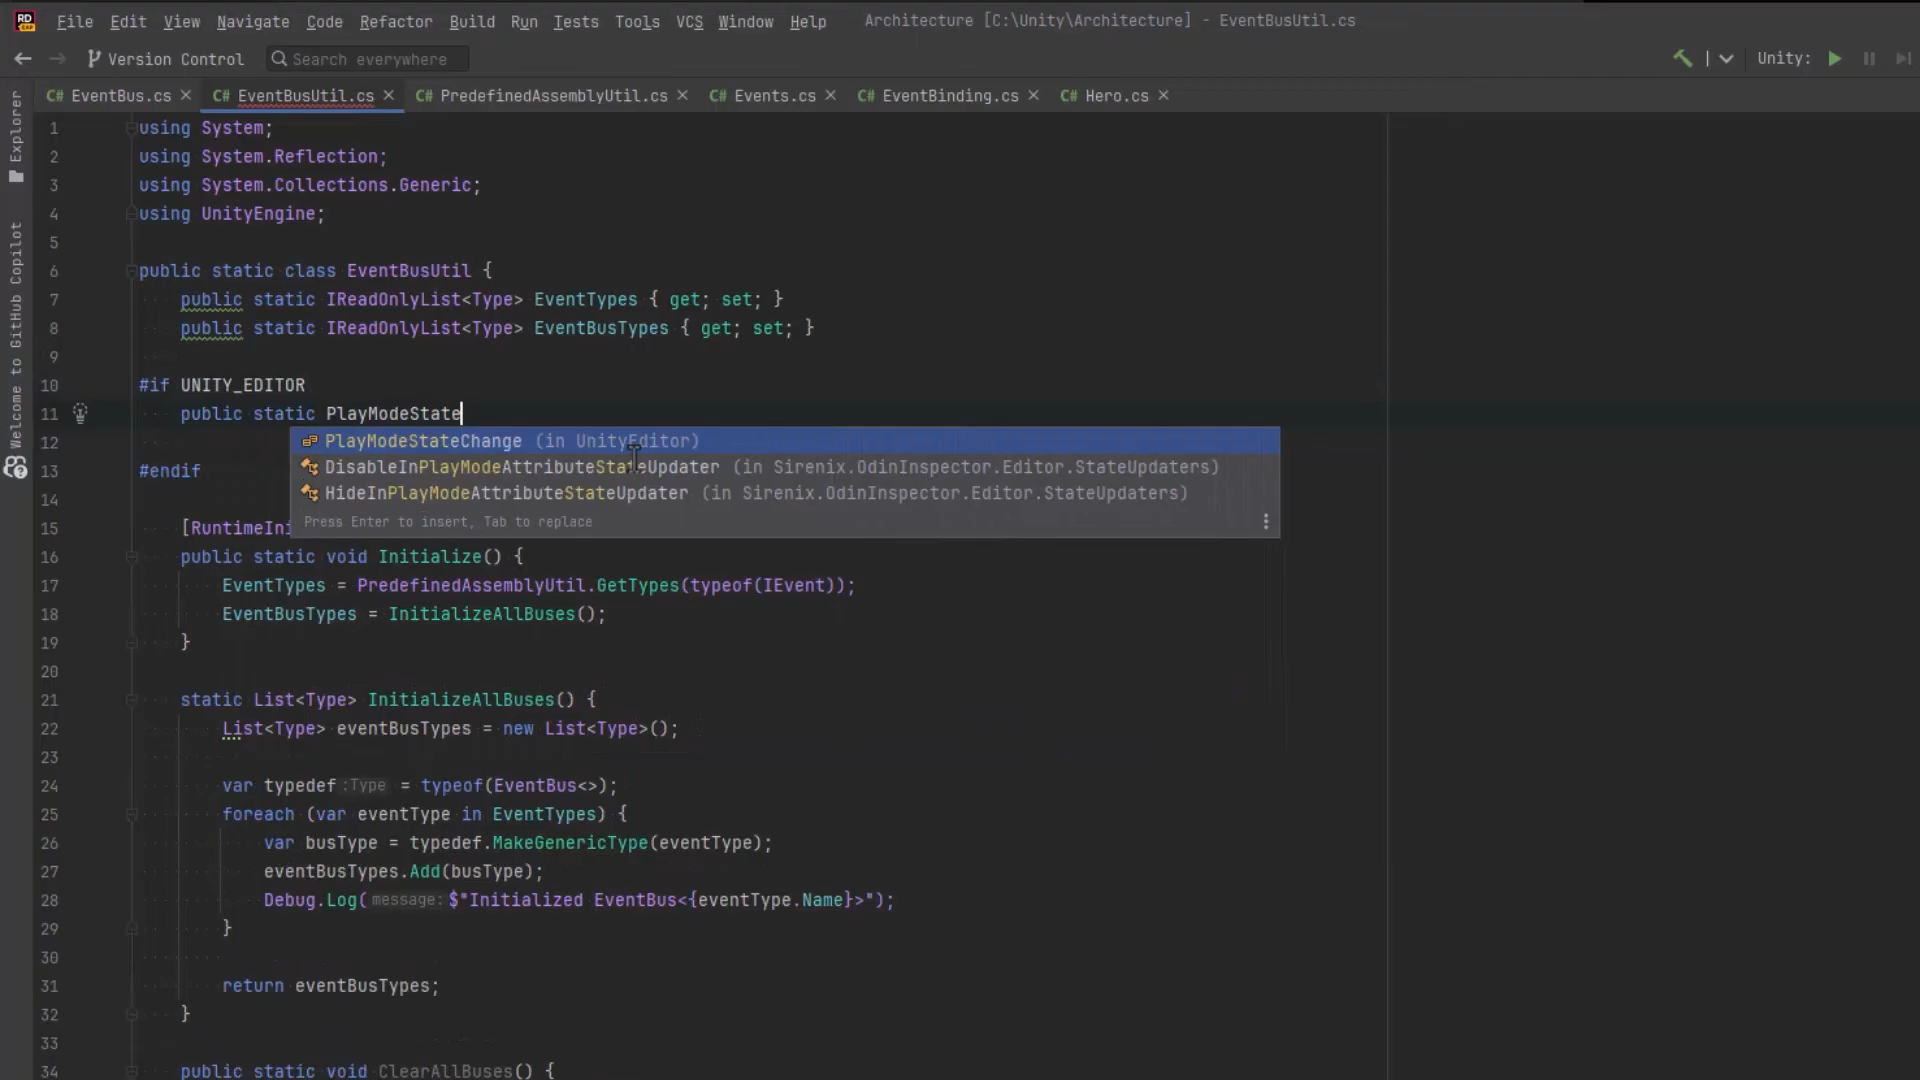 RD
File Edit View Navigate Code Refactor Build Run Tests Tools VCS Window Help Architecture [C:\Unity\Architecture] - EventBusUtil.cs
Version Control Search everywhere Unity:
C# EventBus.cs C# EventBusUtil.cs C# PredefinedAssemblyUtil.cs C# Events.cs C# EventBinding.cs C# Hero.cs
Explorer
Welcome to GitHub Copilot
1 using System;
2 using System.Reflection;
3 using System.Collections.Generic;
4 using UnityEngine;
5
6 public static class EventBusUtil {
7 public static IReadOnlyList<Type> EventTypes { get; set; }
8 public static IReadOnlyList<Type> EventBusTypes { get; set; }
9
10 #if UNITY_EDITOR
11 public static PlayModeState
12 PlayModeStateChange (in UnityEditor)
DisableInPlayModeAttributeStateUpdater (in Sirenix.OdinInspector.Editor.StateUpdaters)
13 #endif
HideInPlayModeAttributeStateUpdater (in Sirenix.OdinInspector.Editor.StateUpdaters)
14
Press Enter to insert, Tab to replace
15 [RuntimeIni
16 public static void Initialize() {
17 EventTypes = PredefinedAssemblyUtil.GetTypes(typeof(IEvent));
18 EventBusTypes = InitializeAllBuses();
19 }
20
21 static List<Type> InitializeAllBuses() {
22 List<Type> eventBusTypes = new List<Type>();
23
24 var typedef :Type = typeof(EventBus<>);
25 foreach (var eventType in EventTypes) {
26 var busType = typedef.MakeGenericType(eventType);
27 eventBusTypes.Add(busType);
28 Debug.Log( message: $"Initialized EventBus<{eventType.Name}>");
29 }
30
31 return eventBusTypes;
32 }
33
34 public static void ClearAllBuses() {